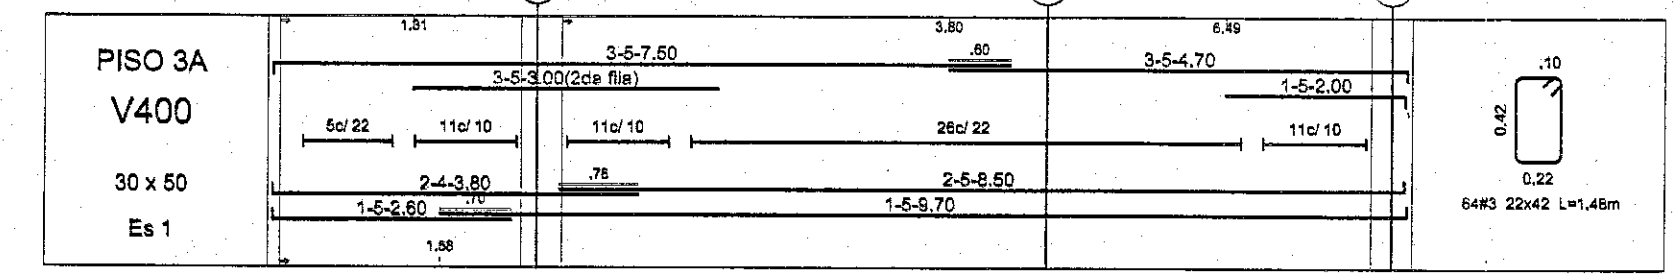 PISO 3A
V400
30 x 50
Es 1
1,81
3,80
6,49
3-5-7.50
.60
3-5-4.70
3-5-3.00(2da fila)
1-5-2.00
5c/ 22
11c/ 10
11c/ 10
26c/ 22
11c/ 10
2-4-3.80
.78
2-5-8.50
1-5-2.60
.70
1-5-9.70
.10
0,42
0,22
64#3 22x42 L=1,48m